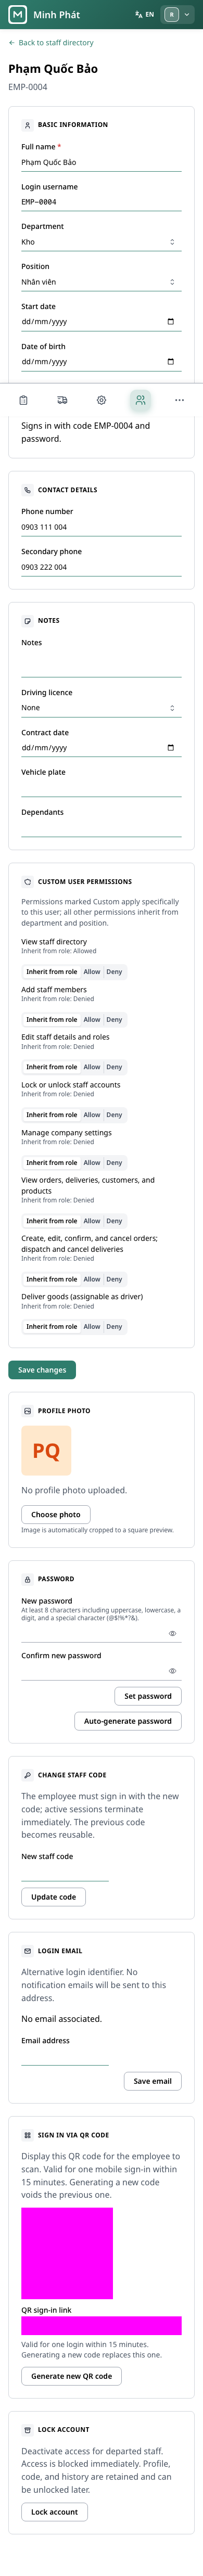 Minh Phát
EN
R
Back to staff directory
Phạm Quốc Bảo
EMP-0004
BASIC INFORMATION
Full name *
Phạm Quốc Bảo
Login username
EMP-0004
Department
Kho
Position
Nhân viên
Start date
dd/mm/yyyy
Date of birth
dd/mm/yyyy
Signs in with code EMP-0004 and
password.
CONTACT DETAILS
Phone number
0903 111 004
Secondary phone
0903 222 004
NOTES
Notes
Driving licence
None
Contract date
dd/mm/yyyy
Vehicle plate
Dependants
CUSTOM USER PERMISSIONS
Permissions marked Custom apply specifically
to this user; all other permissions inherit from
department and position.
View staff directory
Inherit from role: Allowed
Inherit from role Allow Deny
Add staff members
Inherit from role: Denied
Inherit from role Allow Deny
Edit staff details and roles
Inherit from role: Denied
Inherit from role Allow Deny
Lock or unlock staff accounts
Inherit from role: Denied
Inherit from role Allow Deny
Manage company settings
Inherit from role: Denied
Inherit from role Allow Deny
View orders, deliveries, customers, and
products
Inherit from role: Denied
Inherit from role Allow Deny
Create, edit, confirm, and cancel orders;
dispatch and cancel deliveries
Inherit from role: Denied
Inherit from role Allow Deny
Deliver goods (assignable as driver)
Inherit from role: Denied
Inherit from role Allow Deny
Save changes
PROFILE PHOTO
PQ
No profile photo uploaded.
Choose photo
Image is automatically cropped to a square preview.
PASSWORD
New password
At least 8 characters including uppercase, lowercase, a
digit, and a special character (@$!%*?&).
Confirm new password
Set password
Auto-generate password
CHANGE STAFF CODE
The employee must sign in with the new
code; active sessions terminate
immediately. The previous code
becomes reusable.
New staff code
Update code
LOGIN EMAIL
Alternative login identifier. No
notification emails will be sent to this
address.
No email associated.
Email address
Save email
SIGN IN VIA QR CODE
Display this QR code for the employee to
scan. Valid for one mobile sign-in within
15 minutes. Generating a new code
voids the previous one.
QR sign-in link
Valid for one login within 15 minutes.
Generating a new code replaces this one.
Generate new QR code
LOCK ACCOUNT
Deactivate access for departed staff.
Access is blocked immediately. Profile,
code, and history are retained and can
be unlocked later.
Lock account